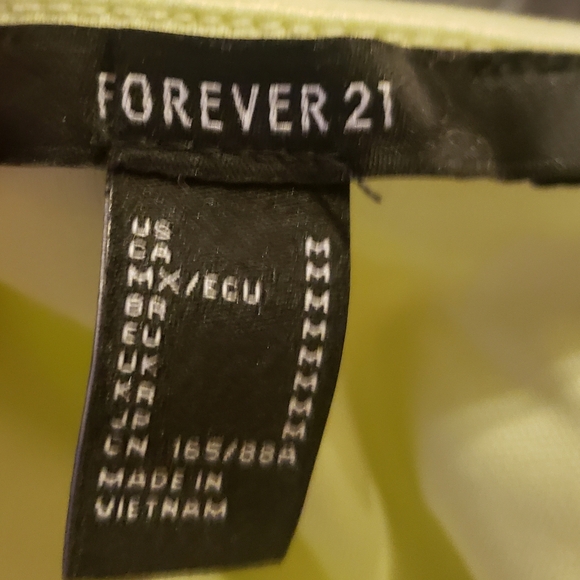 FOREVER 21
US M
CA M
MX/ECU M
BR M
EU M
UK M
KR M
JP M
CN 165/88A
MADE IN
VIETNAM